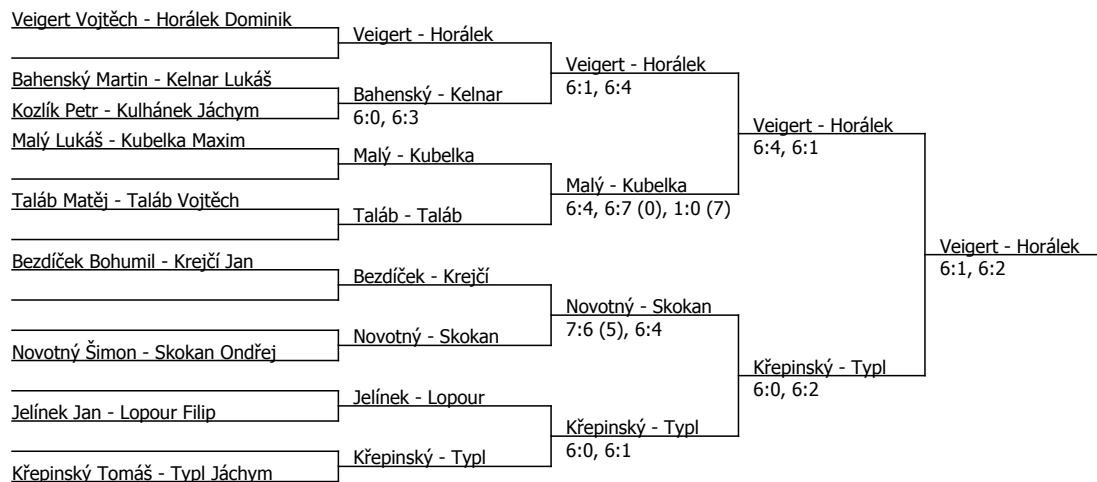 Veigert Vojtěch - Horálek Dominik
Veigert - Horálek
Veigert - Horálek
6:1, 6:4
Bahenský Martin - Kelnar Lukáš
Bahenský - Kelnar
6:0, 6:3
Kozlík Petr - Kulhánek Jáchym
Veigert - Horálek
6:4, 6:1
Malý Lukáš - Kubelka Maxim
Malý - Kubelka
Malý - Kubelka
6:4, 6:7 (0), 1:0 (7)
Taláb Matěj - Taláb Vojtěch
Taláb - Taláb
Veigert - Horálek
6:1, 6:2
Bezdíček Bohumil - Krejčí Jan
Bezdíček - Krejčí
Novotný - Skokan
7:6 (5), 6:4
Novotný - Skokan
Novotný Šimon - Skokan Ondřej
Křepinský - Typl
6:0, 6:2
Jelínek - Lopour
Jelínek Jan - Lopour Filip
Křepinský - Typl
6:0, 6:1
Křepinský - Typl
Křepinský Tomáš - Typl Jáchym